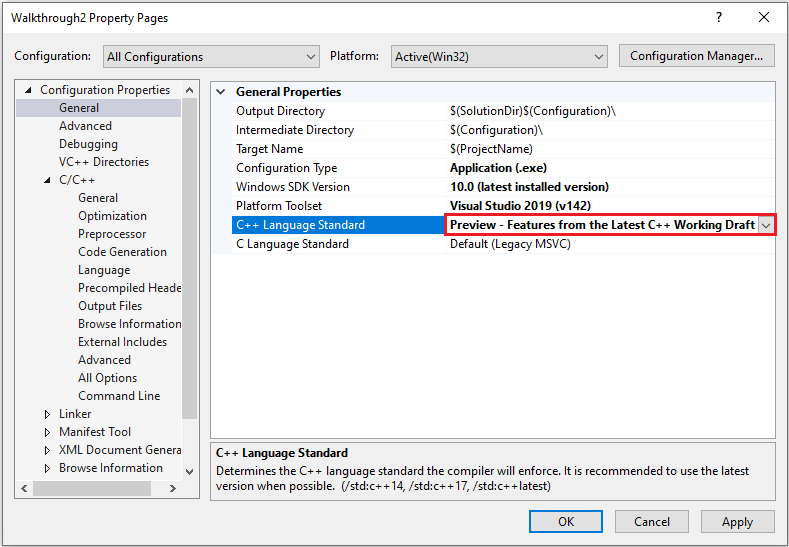 Walkthrough2 Property Pages ?
Configuration: All Configurations Platform: Active(Win32) Configuration Manager...
Configuration Properties
General
Advanced
Debugging
VC++ Directories
C/C++
General
Optimization
Preprocessor
Code Generation
Language
Precompiled Heade
Output Files
Browse Information
External Includes
Advanced
All Options
Command Line
Linker
Manifest Tool
XML Document Genera
Browse Information
General Properties
Output Directory $(SolutionDir)$(Configuration)\
Intermediate Directory $(Configuration)\
Target Name $(ProjectName)
Configuration Type Application (.exe)
Windows SDK Version 10.0 (latest installed version)
Platform Toolset Visual Studio 2019 (v142)
C++ Language Standard Preview - Features from the Latest C++ Working Draft
C Language Standard Default (Legacy MSVC)
C++ Language Standard
Determines the C++ language standard the compiler will enforce. It is recommended to use the latest
version when possible. (/std:c++14, /std:c++17, /std:c++latest)
OK Cancel Apply